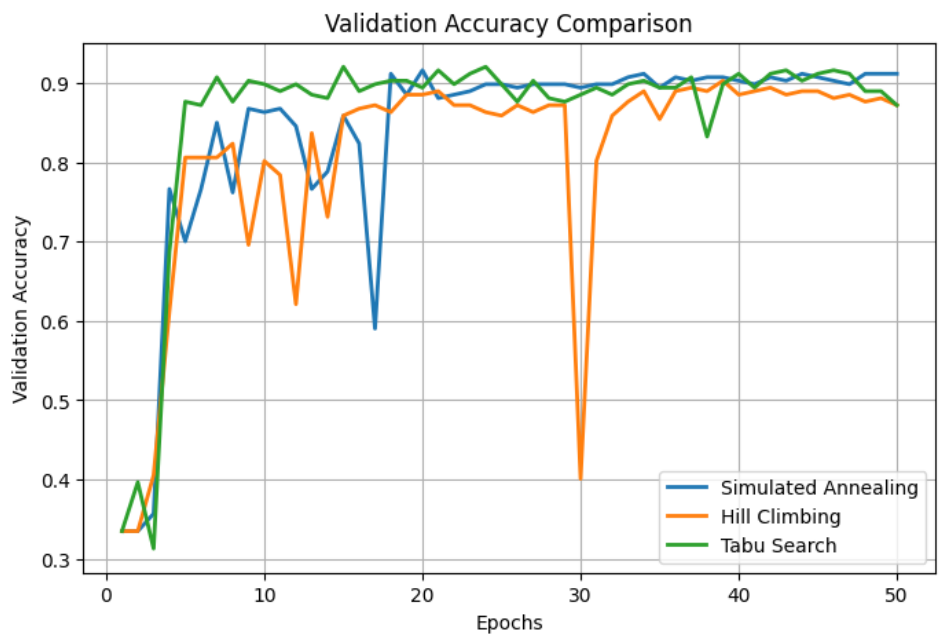 Validation Accuracy Comparison
Validation Accuracy
0.9
0.8
0.7
0.6
0.5
0.4
0.3
0
10
20
30
40
50
Epochs
Simulated Annealing
Hill Climbing
Tabu Search